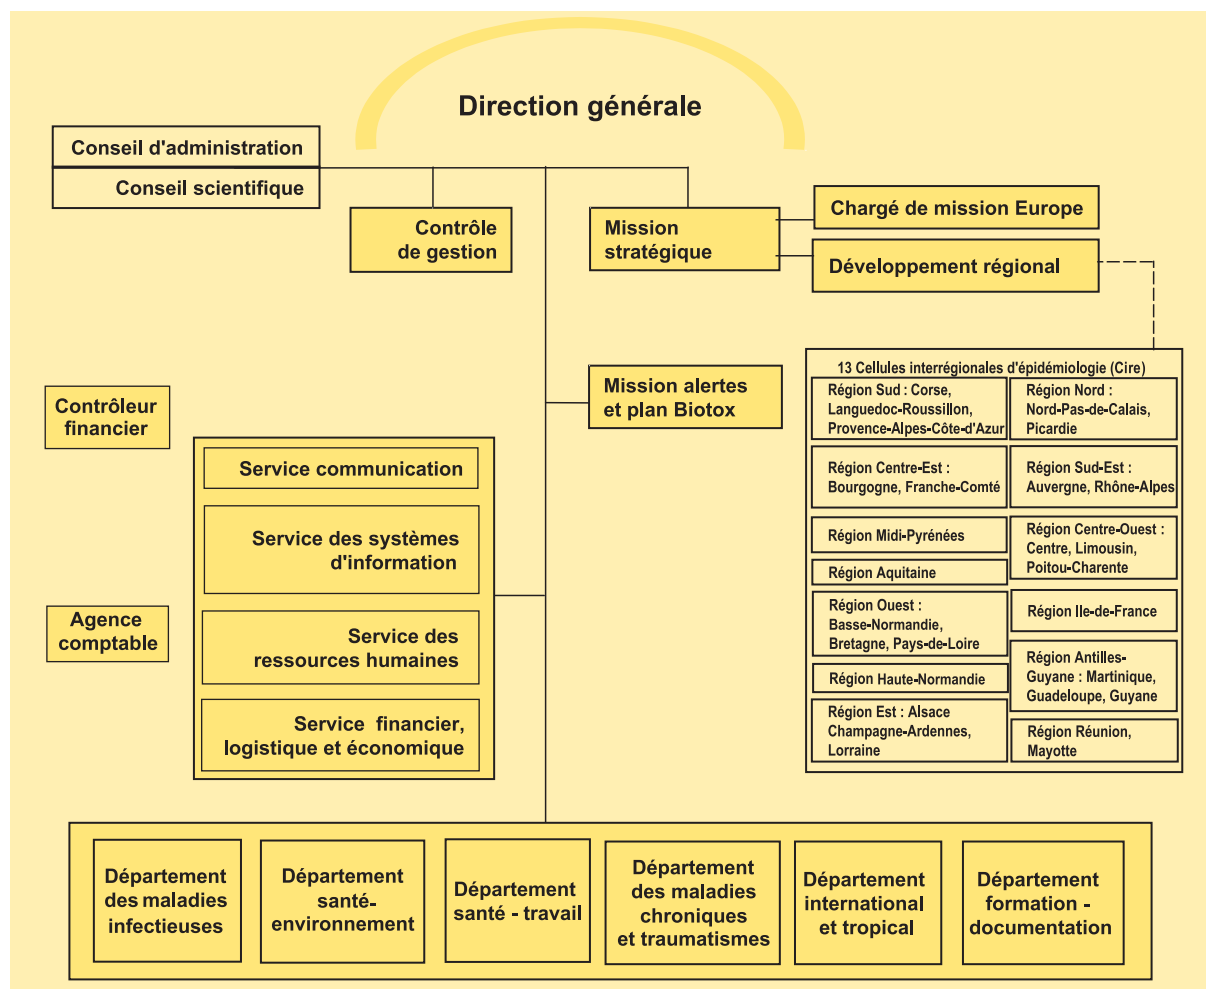 Direction générale
Conseil d'administration
Conseil scientifique
Contrôle
de gestion
Mission
stratégique
Chargé de mission Europe
Développement régional
Mission alertes
et plan Biotox
Contrôleur
financier
Agence
comptable
Service communication
Service des systèmes
d'information
Service des
ressources humaines
Service financier,
logistique et économique
13 Cellules interrégionales d'épidémiologie (Cire)
Région Sud : Corse,
Languedoc-Roussillon,
Provence-Alpes-Côte-d'Azur
Région Nord :
Nord-Pas-de-Calais,
Picardie
Région Centre-Est :
Bourgogne, Franche-Comté
Région Sud-Est :
Auvergne, Rhône-Alpes
Région Midi-Pyrénées
Région Centre-Ouest :
Centre, Limousin,
Poitou-Charente
Région Aquitaine
Région Ouest :
Basse-Normandie,
Bretagne, Pays-de-Loire
Région Ile-de-France
Région Haute-Normandie
Région Antilles-
Guyane : Martinique,
Guadeloupe, Guyane
Région Est : Alsace
Champagne-Ardennes,
Lorraine
Région Réunion,
Mayotte
Département
des maladies
infectieuses
Département
santé-
environnement
Département
santé - travail
Département
des maladies
chroniques
et traumatismes
Département
international
et tropical
Département
formation -
documentation